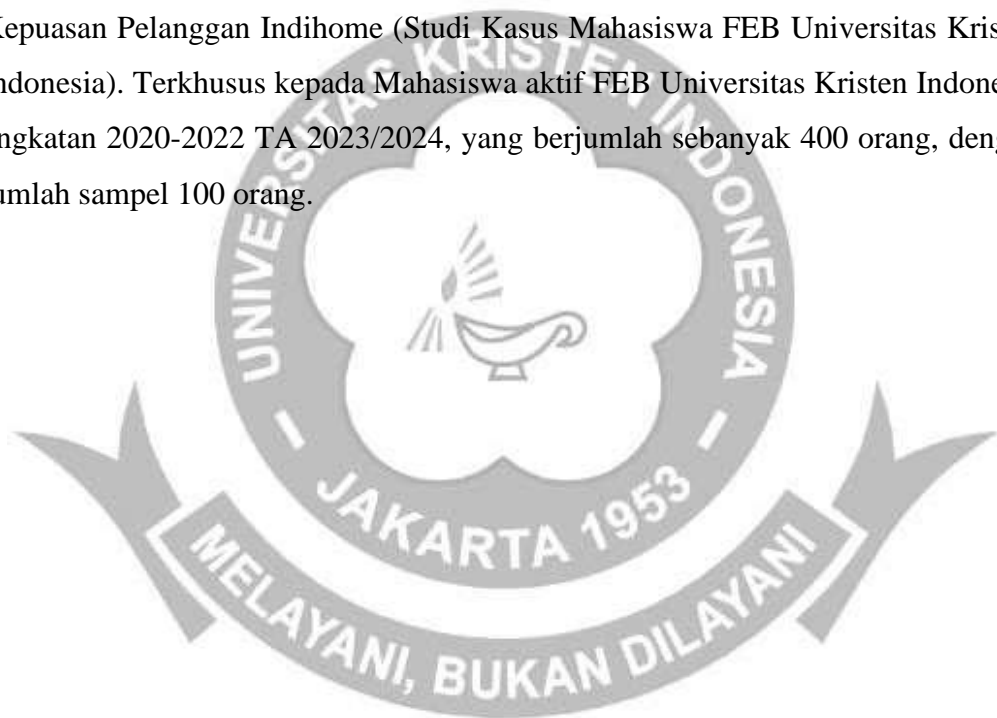 Kepuasan Pelanggan Indihome (Studi Kasus Mahasiswa FEB Universitas Kris
ndonesia). Terkhusus kepada Mahasiswa aktif FEB Universitas Kristen Indone
ngkatan 2020-2022 TA 2023/2024, yang berjumlah sebanyak 400 orang, deng
umlah sampel 100 orang.
UNIVERSITAS KRISTEN INDONESIA
- JAKARTA 1953 -
MELAYANI, BUKAN DILAYANI